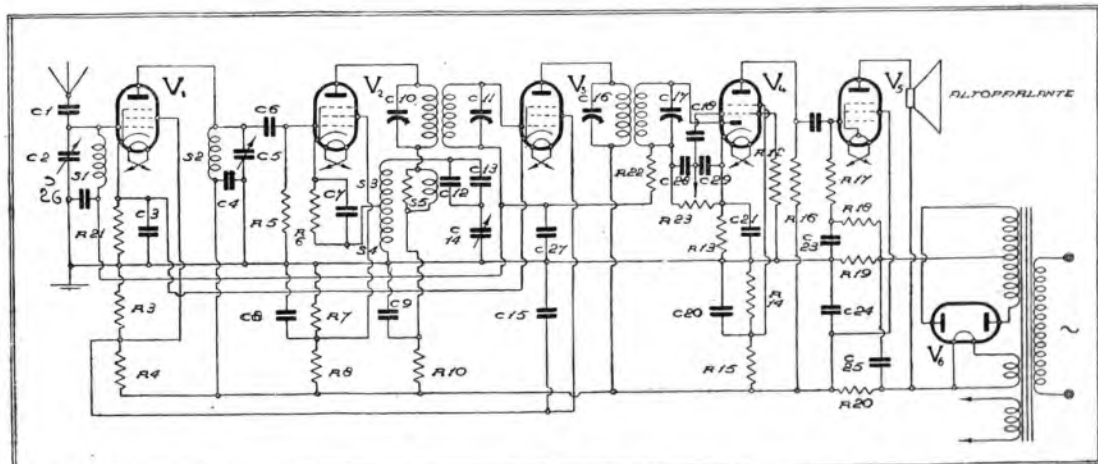 C1
V1
C6
V2
C10
C11
V3
C16
C17
C18
V4
V5
ALTOPARLANTE
C2
S1
S2
C5
C4
C3
R21
R5
R6
C7
S3
S4
S5
C12
C13
C14
C27
R22
C28
C29
R23
R13
C21
R16
R17
R18
C23
R19
R3
C8
R7
C9
C15
C20
R14
C24
V6
R4
R8
R10
R15
C25
R20
~